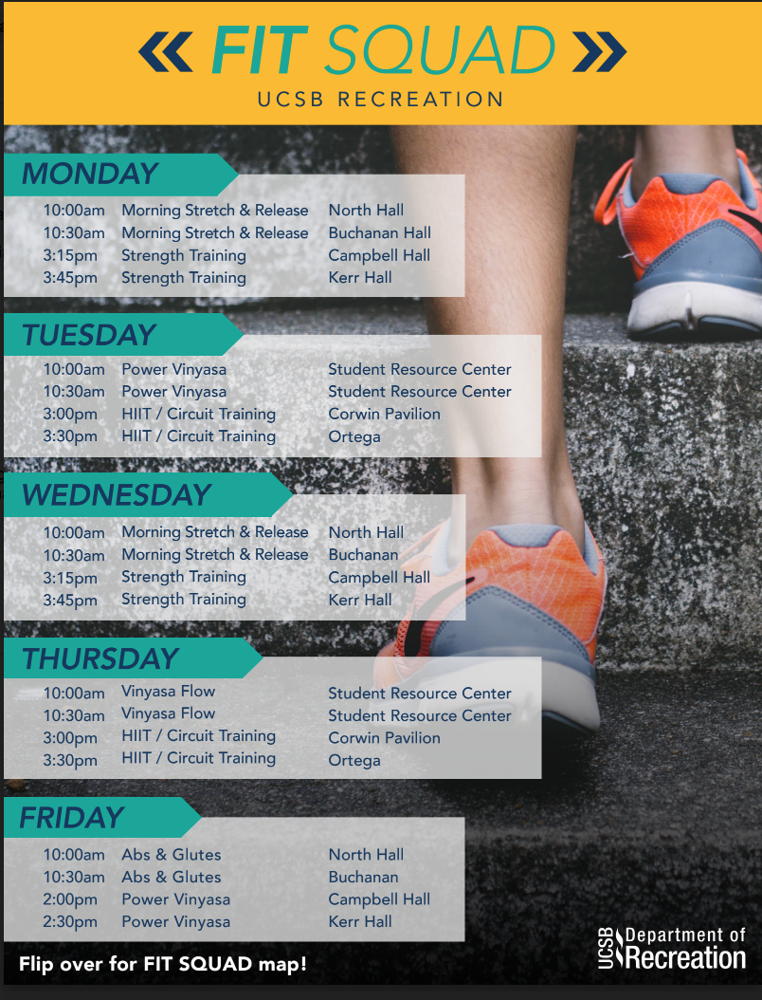 FIT SQUAD
UCSB RECREATION
MONDAY
10:00am Morning Stretch & Release North Hall
10:30am Morning Stretch & Release Buchanan Hall
3:15pm Strength Training Campbell Hall
3:45pm Strength Training Kerr Hall
TUESDAY
10:00am Power Vinyasa Student Resource Center
10:30am Power Vinyasa Student Resource Center
3:00pm HIIT / Circuit Training Corwin Pavilion
3:30pm HIIT / Circuit Training Ortega
WEDNESDAY
10:00am Morning Stretch & Release North Hall
10:30am Morning Stretch & Release Buchanan
3:15pm Strength Training Campbell Hall
3:45pm Strength Training Kerr Hall
THURSDAY
10:00am Vinyasa Flow Student Resource Center
10:30am Vinyasa Flow Student Resource Center
3:00pm HIIT / Circuit Training Corwin Pavilion
3:30pm HIIT / Circuit Training Ortega
FRIDAY
10:00am Abs & Glutes North Hall
10:30am Abs & Glutes Buchanan
2:00pm Power Vinyasa Campbell Hall
2:30pm Power Vinyasa Kerr Hall
Flip over for FIT SQUAD map!
UCSB
Department of
Recreation